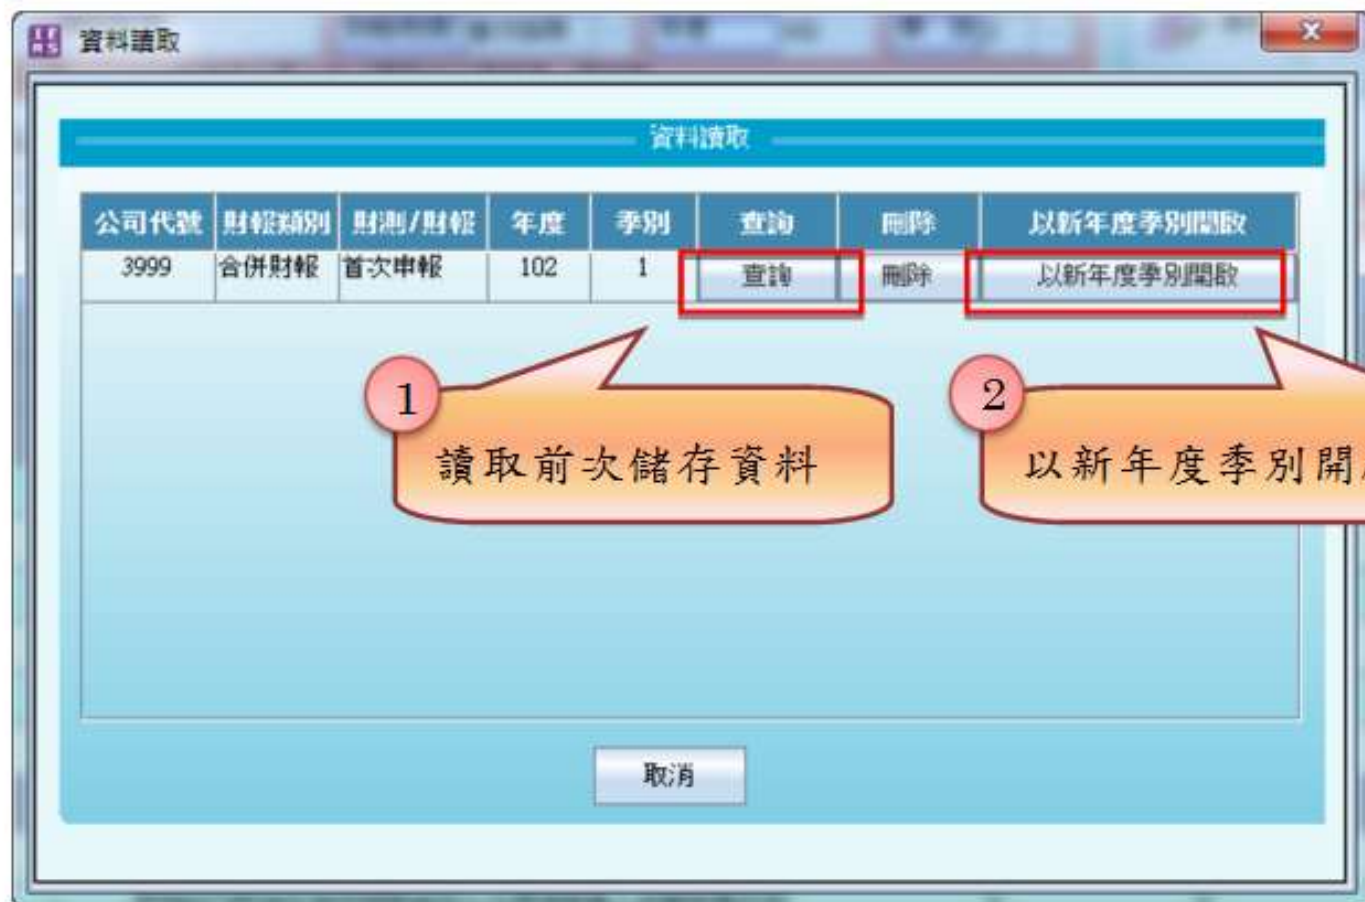 IFRS 資料讀取
資料讀取
公司代號 財報類別 財測/財報 年度 季別 查詢 刪除 以新年度季別開啟
3999 合併財報 首次申報 102 1 查詢 刪除 以新年度季別開啟
1 2
讀取前次儲存資料 以新年度季別開
取消